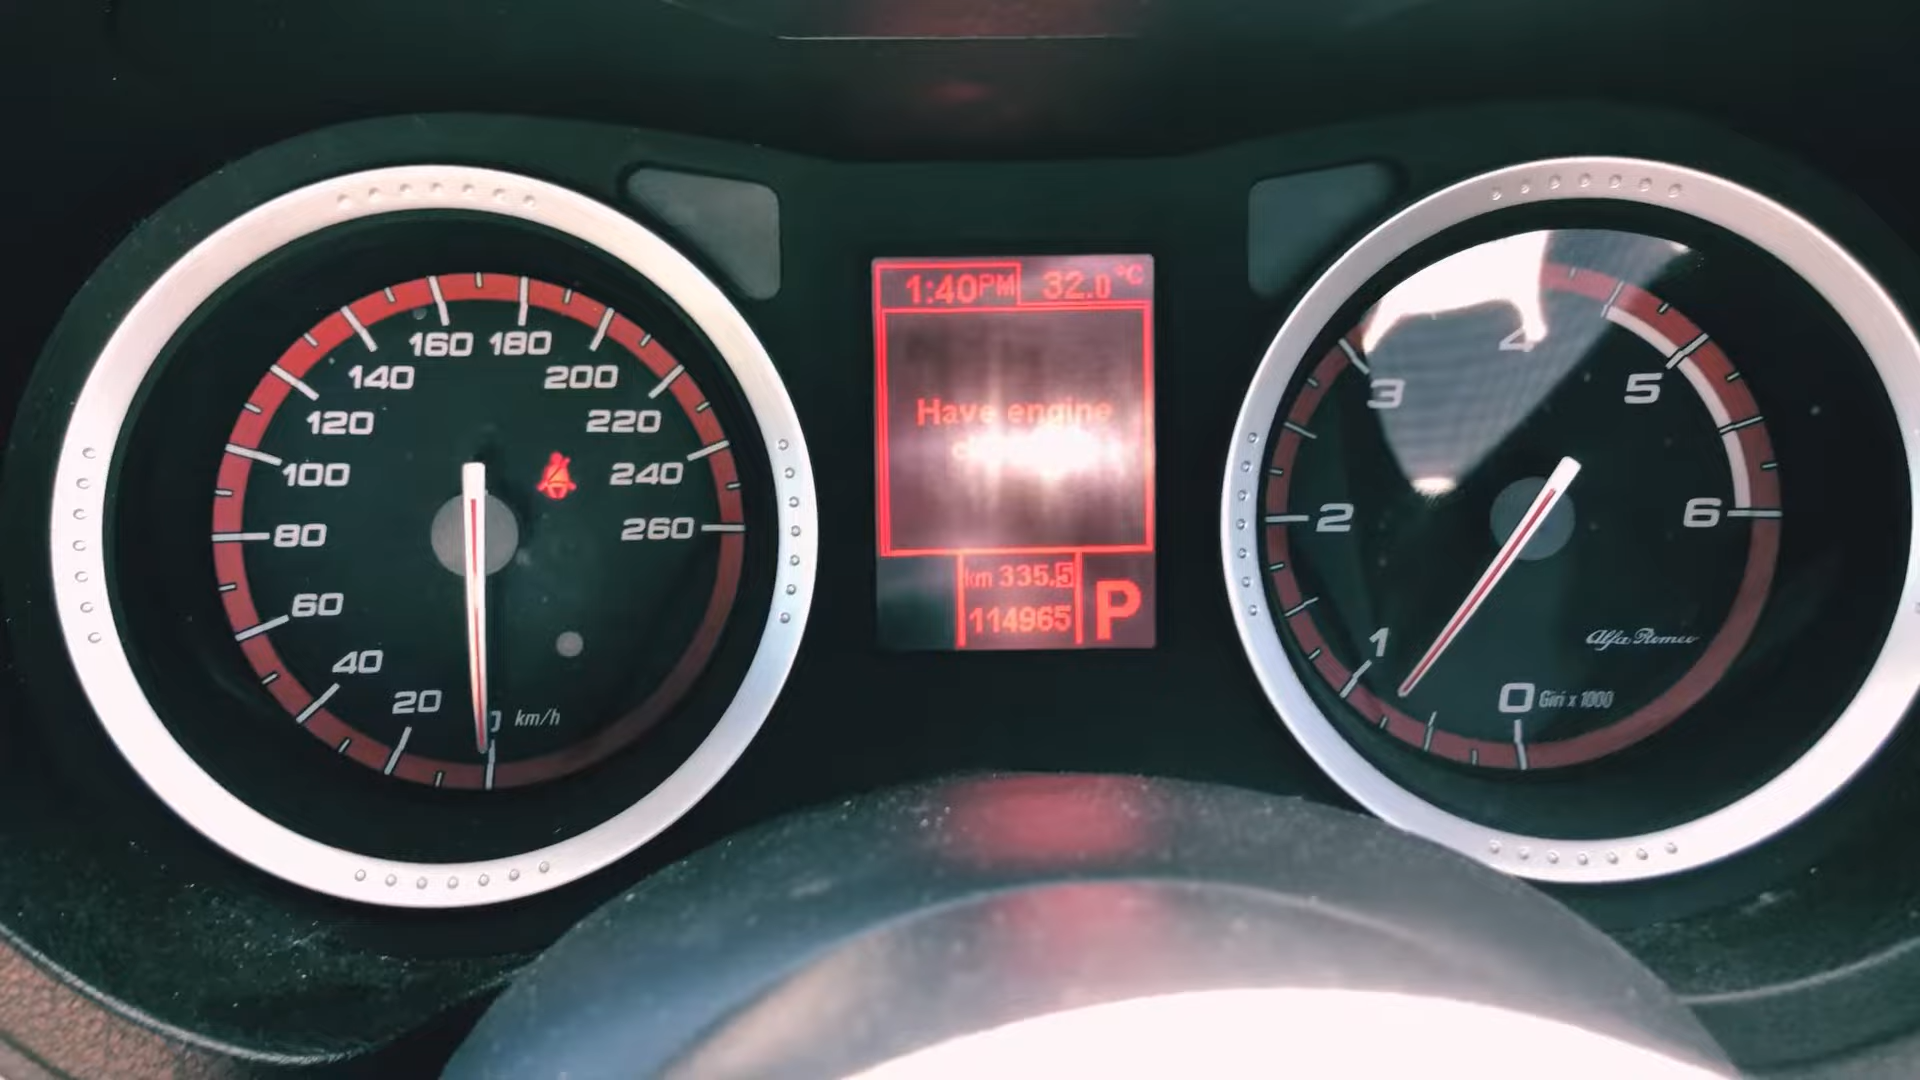 160 180
140
200
120
220
100
240
80
260
60
40
20
km/h
1:40PM 32.0 °C
Have engine
km 335.5
114965
P
4
3
5
2
6
1
Alfa Romeo
0 Giri x 1000